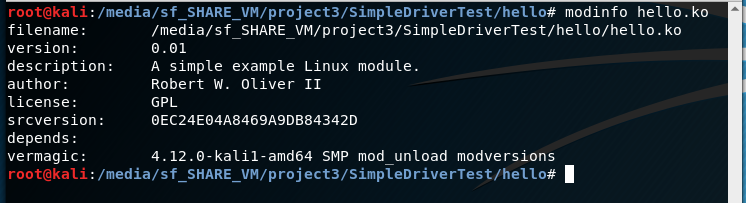 root@kali:/media/sf_SHARE_VM/project3/SimpleDriverTest/hello# modinfo hello.ko
filename:       /media/sf_SHARE_VM/project3/SimpleDriverTest/hello/hello.ko
version:        0.01
description:    A simple example Linux module.
author:         Robert W. Oliver II
license:        GPL
srcversion:     0EC24E04A8469A9DB84342D
depends:
vermagic:       4.12.0-kali1-amd64 SMP mod_unload modversions
root@kali:/media/sf_SHARE_VM/project3/SimpleDriverTest/hello#